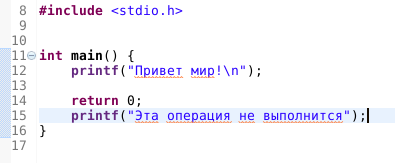 8 #include <stdio.h>
9
10
11 int main() {
12 printf("Привет мир!\n");
13
14 return 0;
15 printf("Эта операция не выполнится");
16 }
17